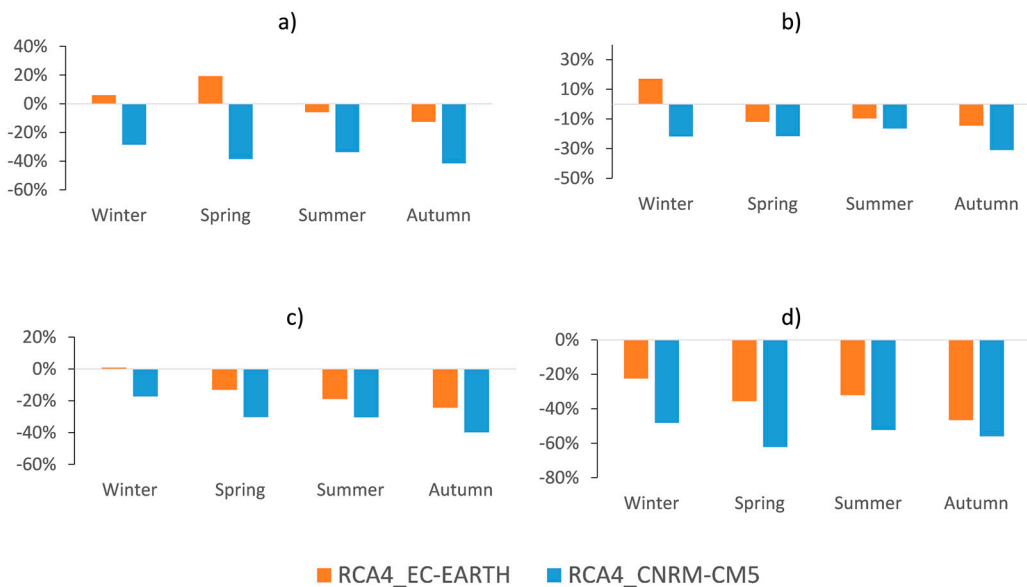 a)
40%
20%
0%
-20%
-40%
-60%
Winter Spring Summer Autumn
b)
30%
10%
-10%
-30%
-50%
Winter Spring Summer Autumn
c)
20%
0%
-20%
-40%
-60%
Winter Spring Summer Autumn
d)
0%
-20%
-40%
-60%
-80%
Winter Spring Summer Autumn
RCA4_EC-EARTH RCA4_CNRM-CM5